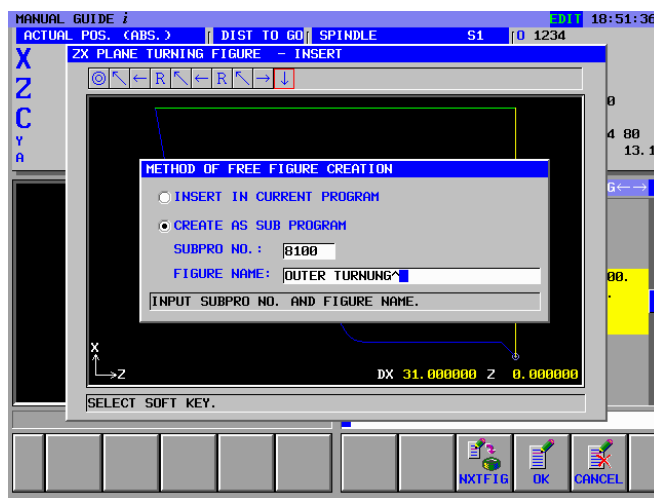 MANUAL GUIDE i EDIT 18:51:36
ACTUAL POS. (ABS.) DIST TO GO SPINDLE S1 O 1234
ZX PLANE TURNING FIGURE - INSERT
X
Z
C
Y
A
◎↖←R↖←R↖→↓
0
4 80
13.1
G←→
METHOD OF FREE FIGURE CREATION
INSERT IN CURRENT PROGRAM
CREATE AS SUB PROGRAM
SUBPRO NO.: 8100
FIGURE NAME: OUTER TURNUNG^
INPUT SUBPRO NO. AND FIGURE NAME.
00.
X
Z
DX 31.000000 Z 0.000000
SELECT SOFT KEY.
NXTFIG OK CANCEL